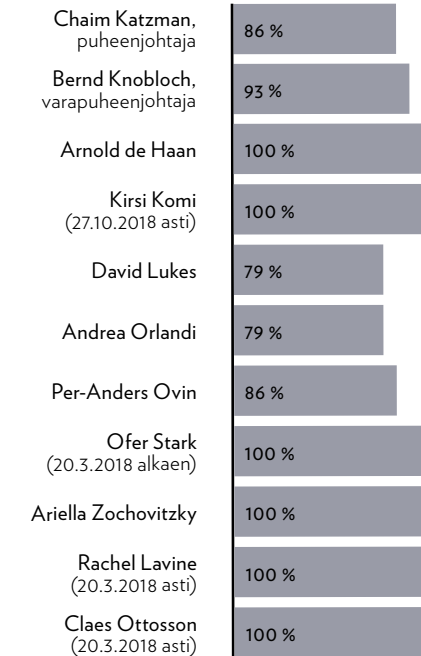 Chaim Katzman,
puheenjohtaja
86 %
Bernd Knobloch,
varapuheenjohtaja
93 %
Arnold de Haan
100 %
Kirsi Komi
(27.10.2018 asti)
100 %
David Lukes
79 %
Andrea Orlandi
79 %
Per-Anders Ovin
86 %
Ofer Stark
(20.3.2018 alkaen)
100 %
Ariella Zochovitzky
100 %
Rachel Lavine
(20.3.2018 asti)
100 %
Claes Ottosson
(20.3.2018 asti)
100 %